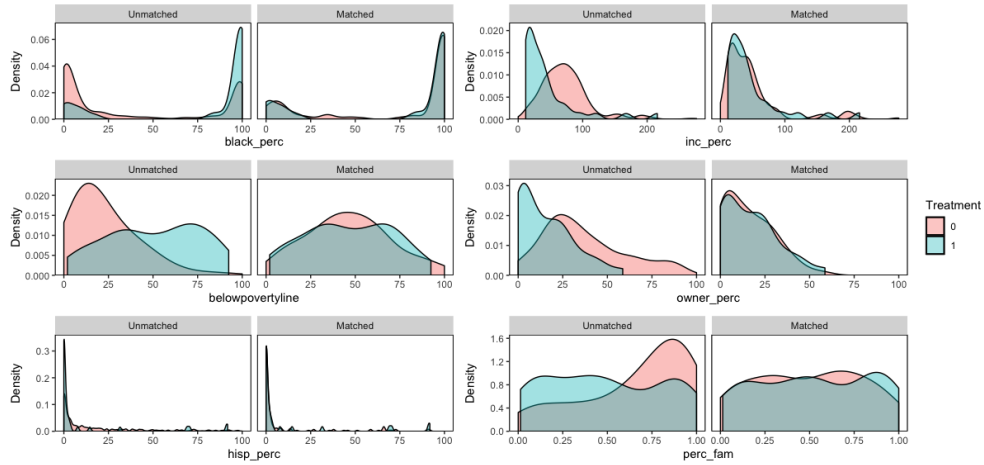 Unmatched Matched
Density
0.06
0.04
0.02
0.00
0 25 50 75 100 0 25 50 75 100
black_perc
Unmatched Matched
Density
0.020
0.015
0.010
0.005
0.000
0 100 200 0 100 200
inc_perc
Unmatched Matched
Density
0.020
0.015
0.010
0.005
0.000
0 25 50 75 100 0 25 50 75 100
belowpovertyline
Unmatched Matched
Density
0.03
0.02
0.01
0.00
0 25 50 75 100 0 25 50 75 100
owner_perc
Treatment
0
1
Unmatched Matched
Density
0.3
0.2
0.1
0.0
0 25 50 75 100 0 25 50 75 100
hisp_perc
Unmatched Matched
Density
1.6
1.2
0.8
0.4
0.0
0.00 0.25 0.50 0.75 1.00 0.00 0.25 0.50 0.75 1.00
perc_fam